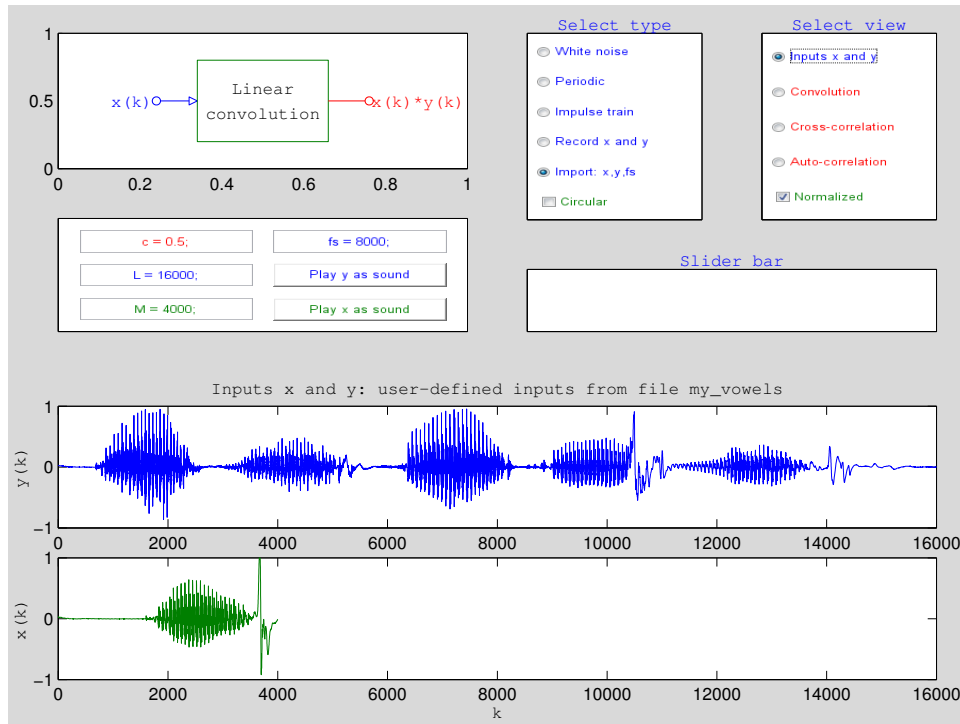 1
0.5
0
0
0.2
0.4
0.6
0.8
1
x(k)
Linear
convolution
x(k)*y(k)
Select type
White noise
Periodic
Impulse train
Record x and y
Import: x,y,fs
Circular
Select view
Inputs x and y
Convolution
Cross-correlation
Auto-correlation
Normalized
c = 0.5;
fs = 8000;
L = 16000;
Play y as sound
M = 4000;
Play x as sound
Slider bar
Inputs x and y: user-defined inputs from file my_vowels
1
0
−1
y(k)
0
2000
4000
6000
8000
10000
12000
14000
16000
1
0
−1
x(k)
0
2000
4000
6000
8000
10000
12000
14000
16000
k